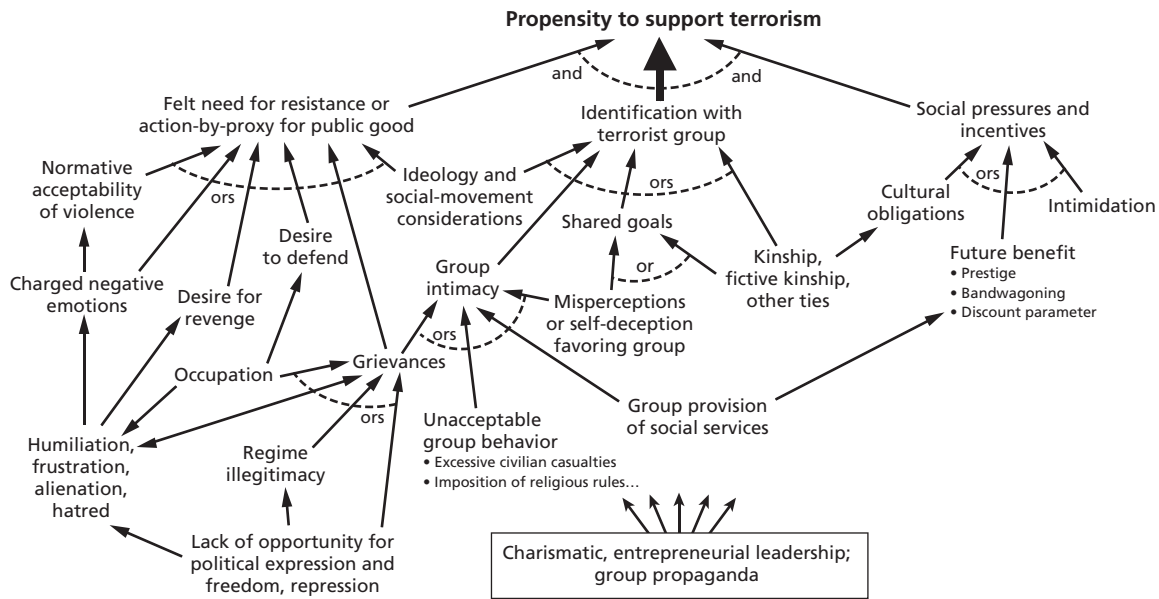 Propensity to support terrorism
and
and
Felt need for resistance or
action-by-proxy for public good
Identification with
terrorist group
Social pressures and
incentives
Normative
acceptability
of violence
ors
Ideology and
social-movement
considerations
ors
ors
Cultural
obligations
Intimidation
Shared goals
Desire
to defend
Kinship,
fictive kinship,
other ties
Future benefit
• Prestige
• Bandwagoning
• Discount parameter
or
Group
intimacy
Charged negative
emotions
Desire for
revenge
Misperceptions
or self-deception
favoring group
ors
Occupation
Grievances
ors
Group provision
of social services
Unacceptable
group behavior
• Excessive civilian casualties
• Imposition of religious rules…
Humiliation,
frustration,
alienation,
hatred
Regime
illegitimacy
Lack of opportunity for
political expression and
freedom, repression
Charismatic, entrepreneurial leadership;
group propaganda